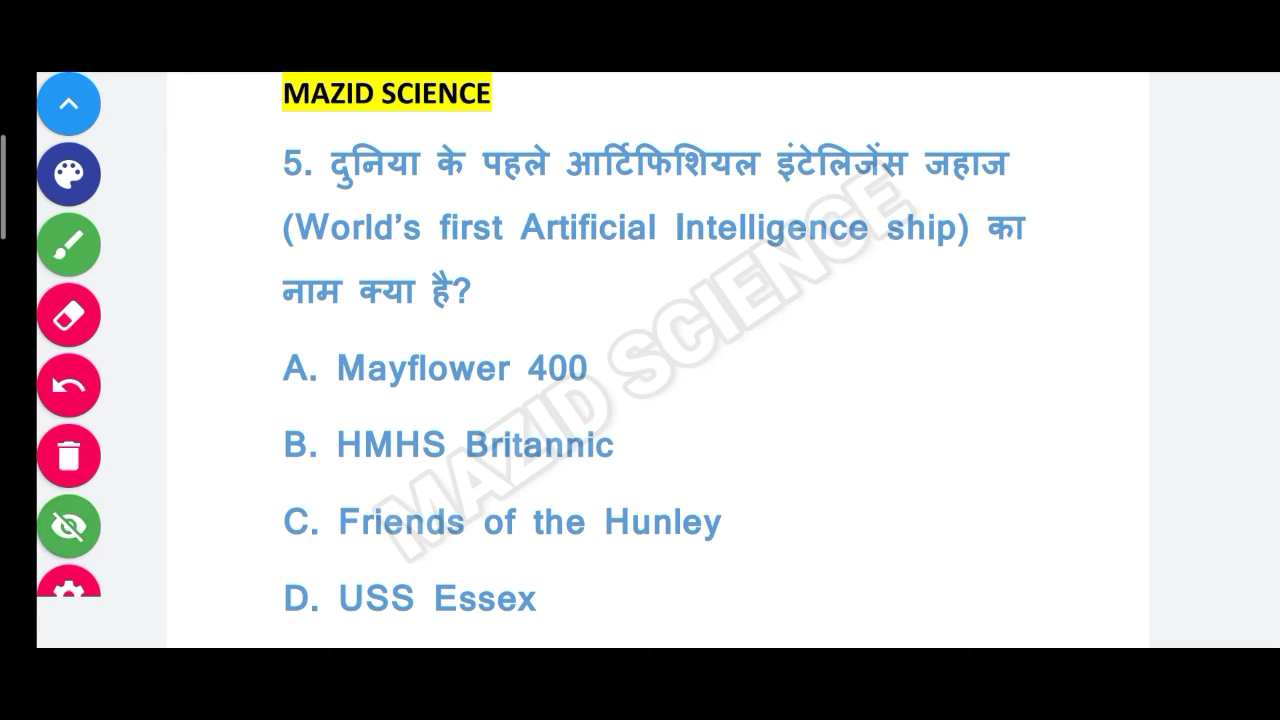 MAZID SCIENCE
5. दुनिया के पहले आर्टिफिशियल इंटेलिजेंस जहाज
(World's first Artificial Intelligence ship) का
नाम क्या है?
A. Mayflower 400
B. HMHS Britannic
C. Friends of the Hunley
D. USS Essex
MAZID SCIENCE